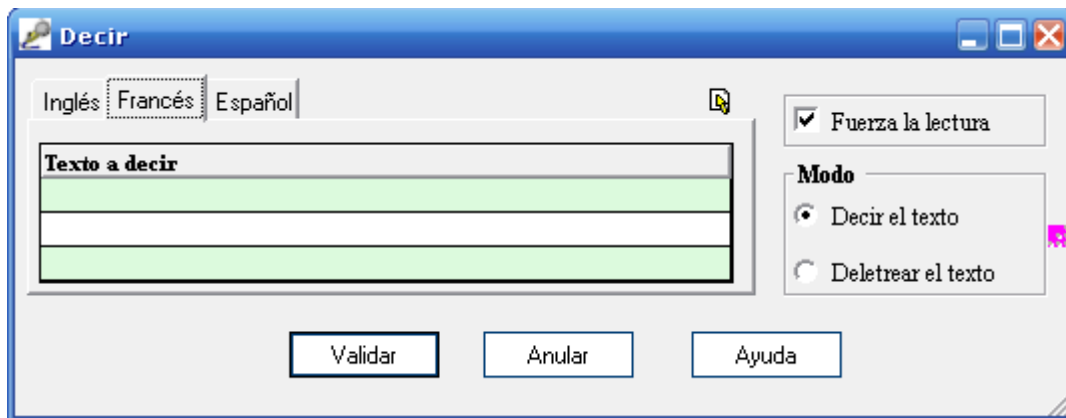 Decir
Inglés Francés Español
Fuerza la lectura
Texto a decir
Modo
Decir el texto
Deletrear el texto
Validar Anular Ayuda